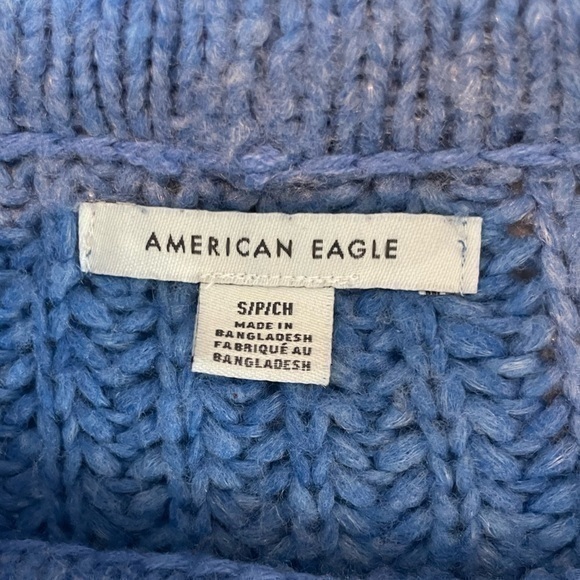 AMERICAN EAGLE
S/P/CH
MADE IN
BANGLADESH
FABRIQUÉ AU
BANGLADESH